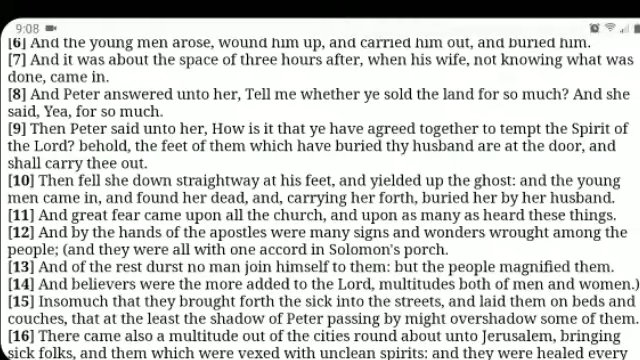 9:08
[6] And the young men arose, wound him up, and carried him out, and buried him.
[7] And it was about the space of three hours after, when his wife, not knowing what was
done, came in.
[8] And Peter answered unto her, Tell me whether ye sold the land for so much? And she
said, Yea, for so much.
[9] Then Peter said unto her, How is it that ye have agreed together to tempt the Spirit of
the Lord? behold, the feet of them which have buried thy husband are at the door, and
shall carry thee out.
[10] Then fell she down straightway at his feet, and yielded up the ghost: and the young
men came in, and found her dead, and, carrying her forth, buried her by her husband.
[11] And great fear came upon all the church, and upon as many as heard these things.
[12] And by the hands of the apostles were many signs and wonders wrought among the
people; (and they were all with one accord in Solomon's porch.
[13] And of the rest durst no man join himself to them: but the people magnified them.
[14] And believers were the more added to the Lord, multitudes both of men and women.)
[15] Insomuch that they brought forth the sick into the streets, and laid them on beds and
couches, that at the least the shadow of Peter passing by might overshadow some of them.
[16] There came also a multitude out of the cities round about unto Jerusalem, bringing
sick folks, and them which were vexed with unclean spirits: and they were healed every